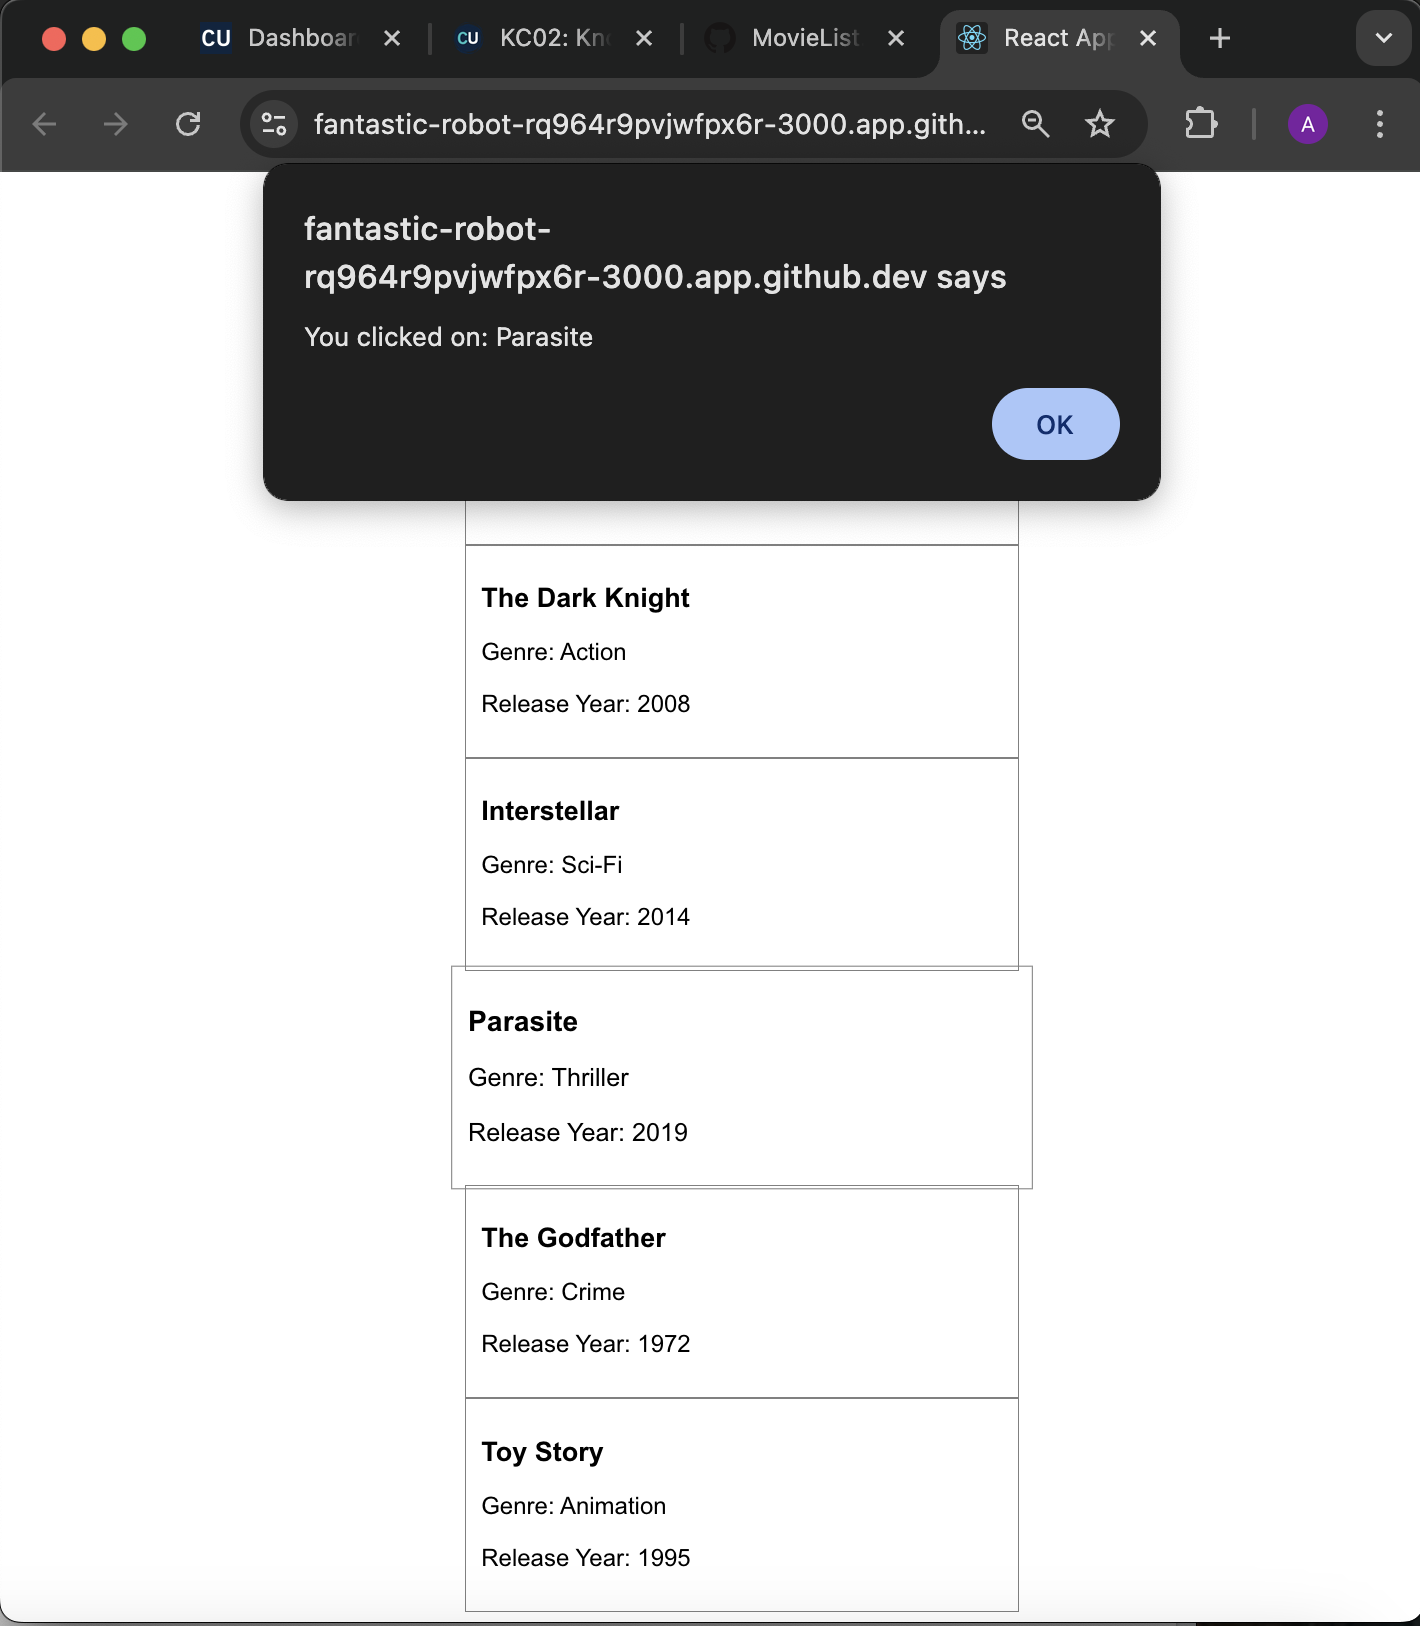 CU Dashboar
CU KC02: Kn
MovieList
React Ap
fantastic-robot-rq964r9pvjwfpx6r-3000.app.gith...
A
fantastic-robot-
rq964r9pvjwfpx6r-3000.app.github.dev says
You clicked on: Parasite
OK
The Dark Knight
Genre: Action
Release Year: 2008
Interstellar
Genre: Sci-Fi
Release Year: 2014
Parasite
Genre: Thriller
Release Year: 2019
The Godfather
Genre: Crime
Release Year: 1972
Toy Story
Genre: Animation
Release Year: 1995